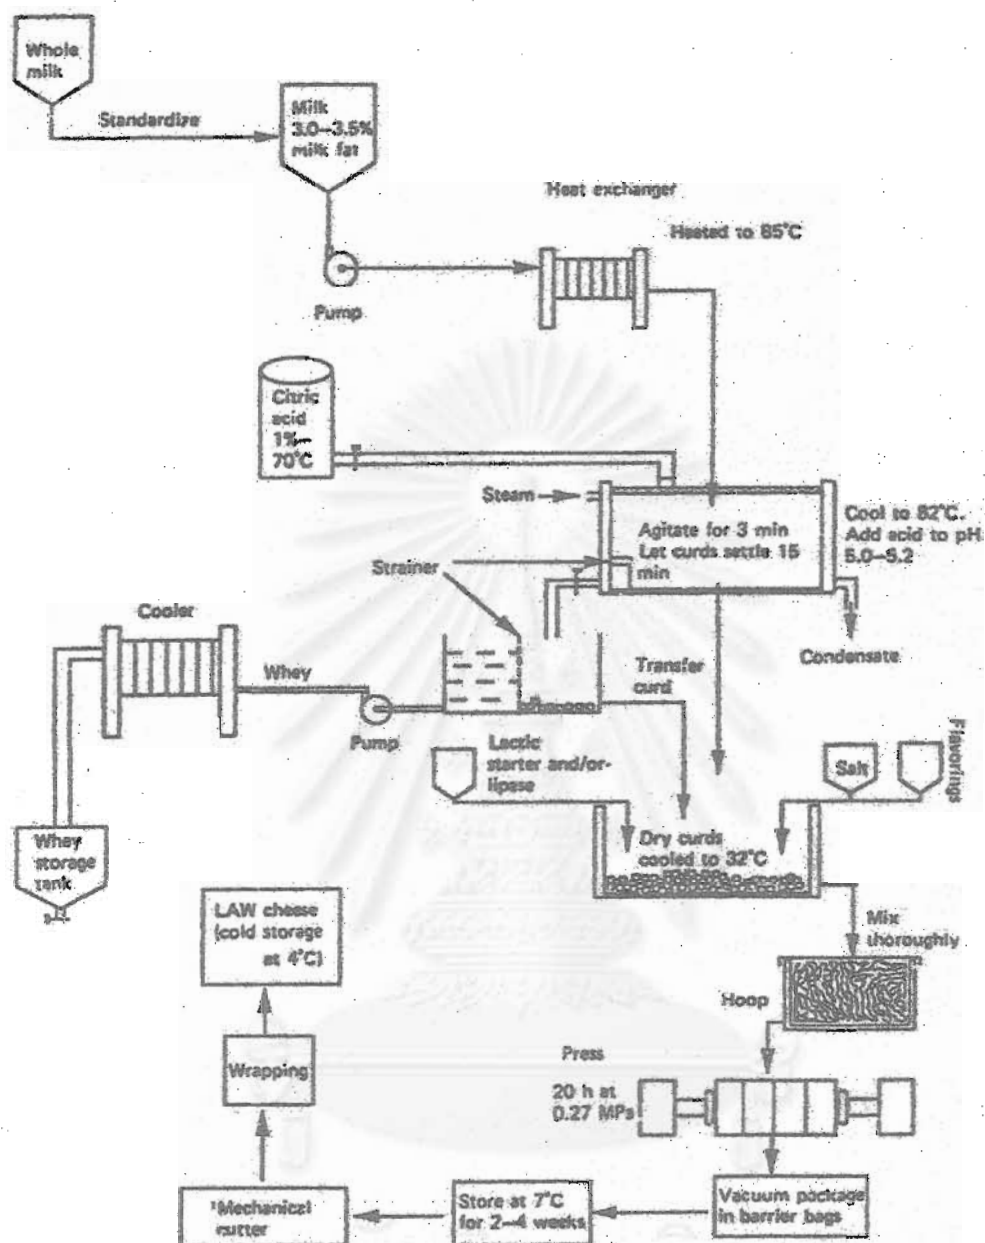 Whole
milk
Standardize
Milk
3.0–3.5%
milk fat
Heat exchanger
Heated to 85°C
Pump
Citric
acid
1%–
70°C
Steam
Agitate for 3 min
Let curds settle 15
min
Cool to 82°C.
Add acid to pH
5.0–5.2
Strainer
Cooler
Whey
Pump
Transfer
curd
Condensate
Lactic
starter and/or
lipase
Salt
Flavorings
Whey
storage
tank
Dry curds
cooled to 32°C
LAW cheese
(cold storage
at 4°C)
Mix
thoroughly
Hoop
Wrapping
Press
20 h at
0.27 MPs
Mechanical
cutter
Store at 7°C
for 2–4 weeks
Vacuum package
in barrier bags